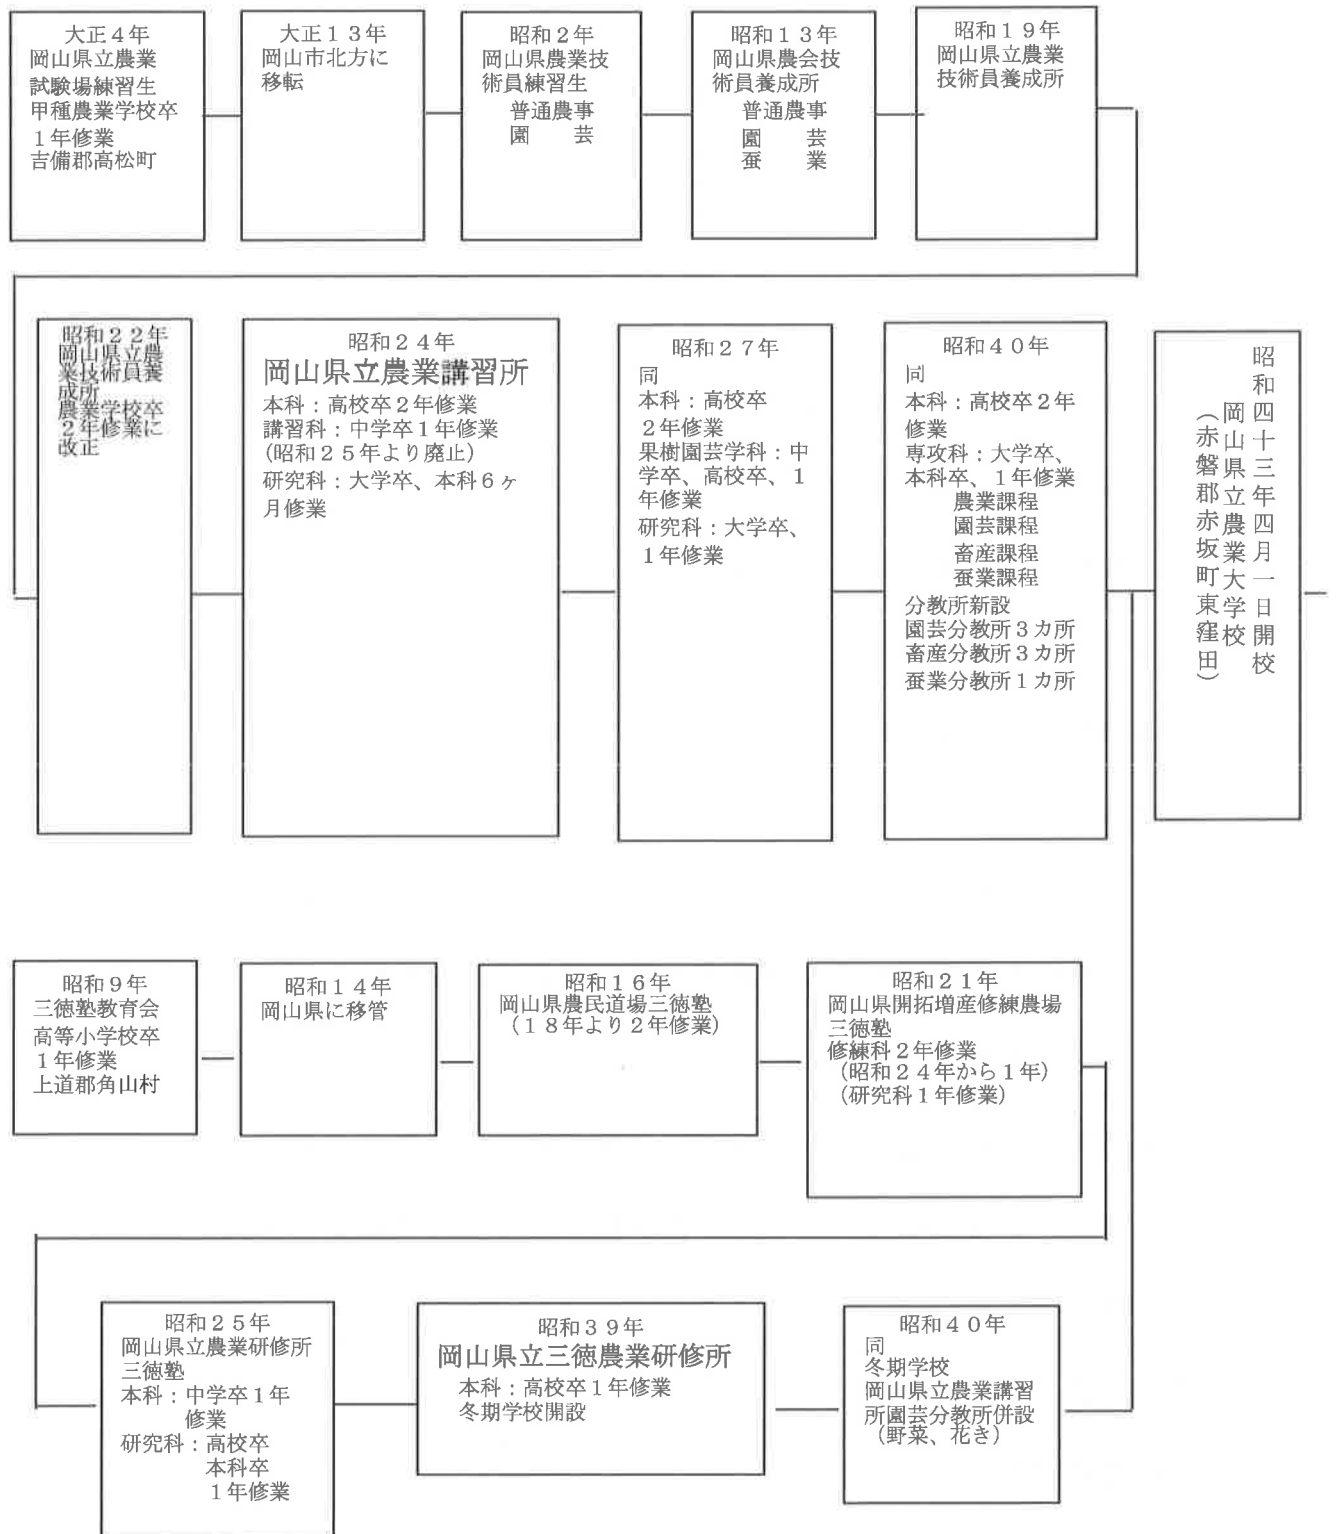 大正４年
岡山県立農業
試験場練習生
甲種農業学校卒
１年修業
吉備郡高松町
大正１３年
岡山市北方に
移転
昭和２年
岡山県農業技
術員練習生
普通農事
園　　芸
昭和１３年
岡山県農会技
術員養成所
普通農事
園　　芸
蚕　　業
昭和１９年
岡山県立農業
技術員養成所
昭和２２年
岡山県立農
業技術員養
成所
農業学校卒
２年修業に
改正
昭和２４年
岡山県立農業講習所
本科：高校卒２年修業
講習科：中学卒１年修業
(昭和２５年より廃止)
研究科：大学卒、本科６ヶ
月修業
昭和２７年
同
本科：高校卒
２年修業
果樹園芸学科：中
学卒、高校卒、１
年修業
研究科：大学卒、
１年修業
昭和４０年
同
本科：高校卒２年
修業
専攻科：大学卒、
本科卒、１年修業
農業課程
園芸課程
畜産課程
蚕業課程
分教所新設
園芸分教所３カ所
畜産分教所３カ所
蚕業分教所１カ所
昭和四十三年四月一日開校
岡山県立農業大学校
（赤磐郡赤坂町東窪田）
昭和９年
三徳塾教育会
高等小学校卒
１年修業
上道郡角山村
昭和１４年
岡山県に移管
昭和１６年
岡山県農民道場三徳塾
（１８年より２年修業）
昭和２１年
岡山県開拓増産修練農場
三徳塾
修練科２年修業
（昭和２４年から１年）
（研究科１年修業）
昭和２５年
岡山県立農業研修所
三徳塾
本科：中学卒１年
修業
研究科：高校卒
本科卒
１年修業
昭和３９年
岡山県立三徳農業研修所
本科：高校卒１年修業
冬期学校開設
昭和４０年
同
冬期学校
岡山県立農業講習
所園芸分教所併設
（野菜、花き）